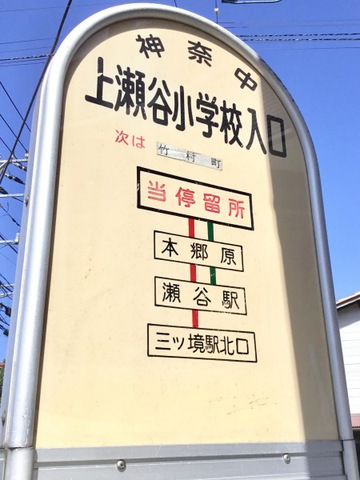 神奈中
上瀬谷小学校入口
次は 竹村町
当停留所
本郷原
瀬谷駅
三ツ境駅北口